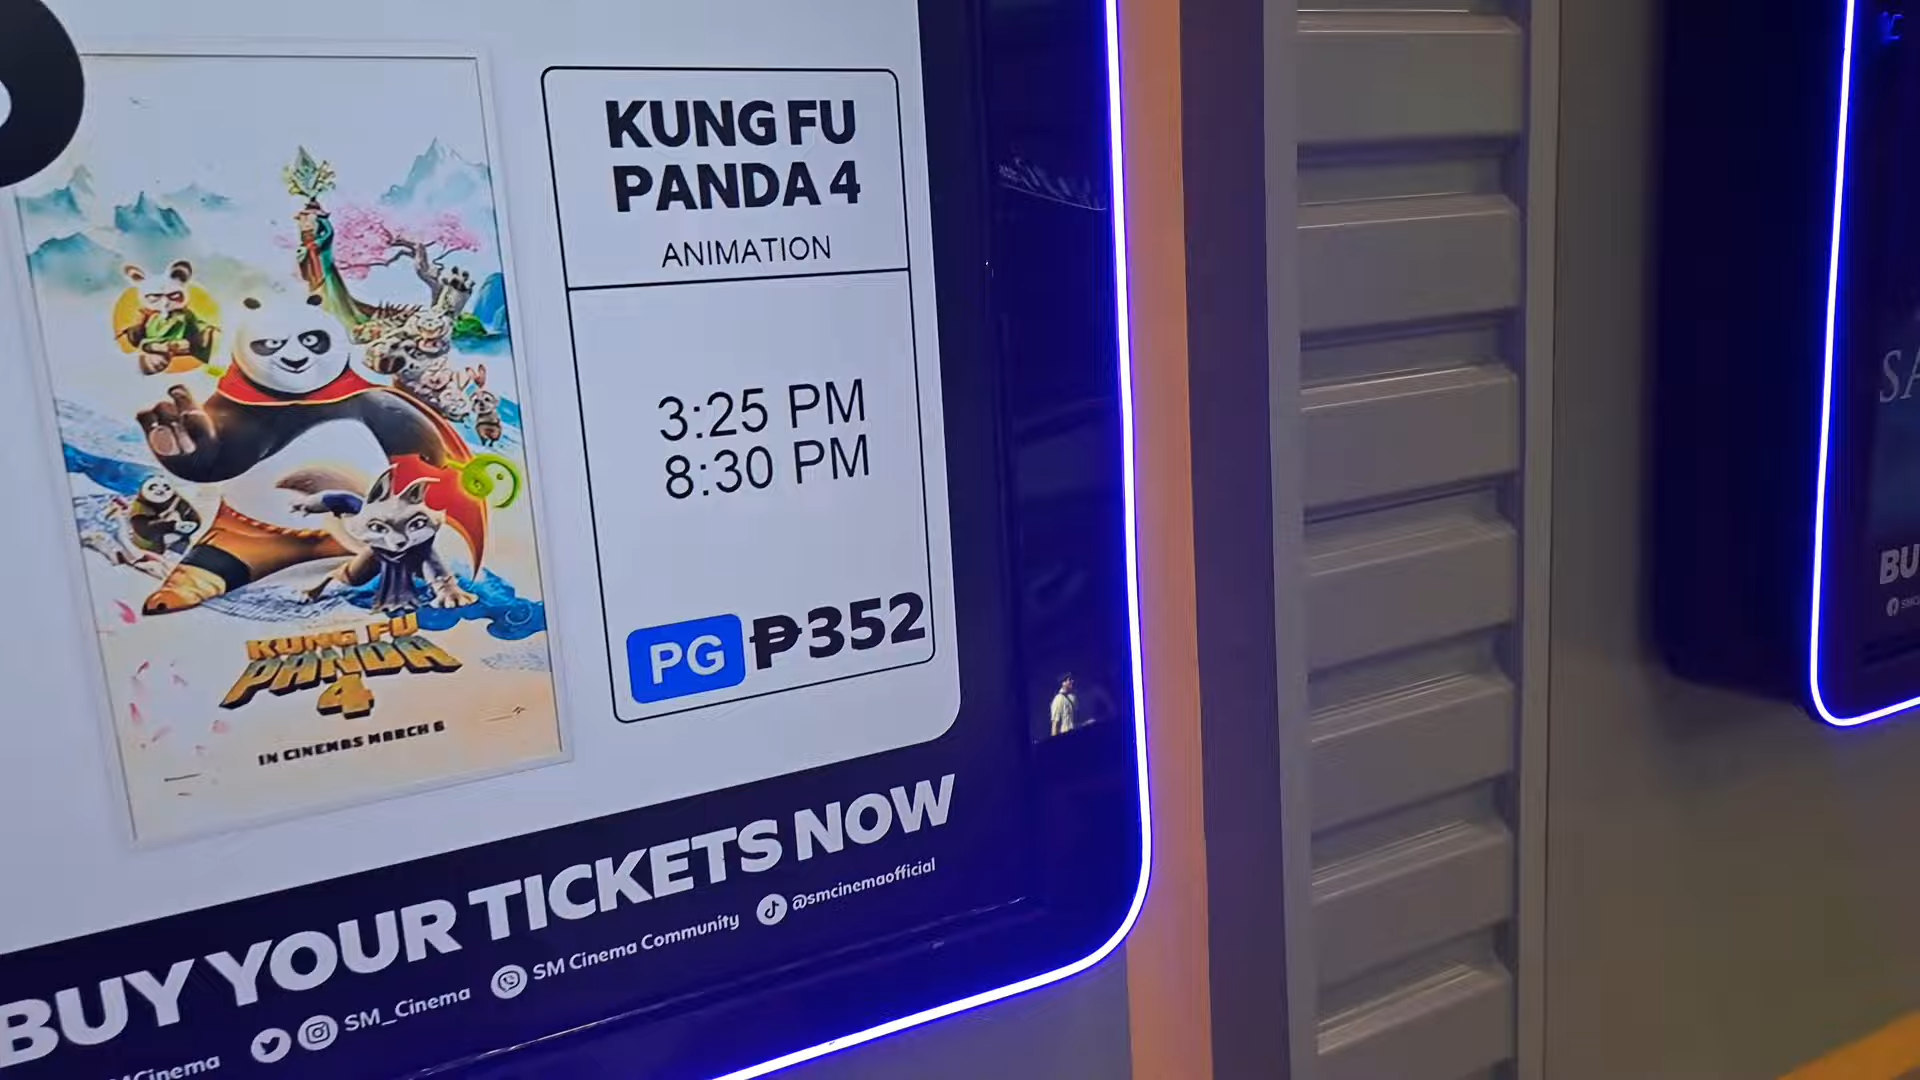 KUNG FU
PANDA 4
ANIMATION
3:25 PM
8:30 PM
PG ₱352
KUNG FU
PANDA
4
IN CINEMAS MARCH 6
BUY YOUR TICKETS NOW
SM_Cinema
SM Cinema Community
@smcinemaofficial